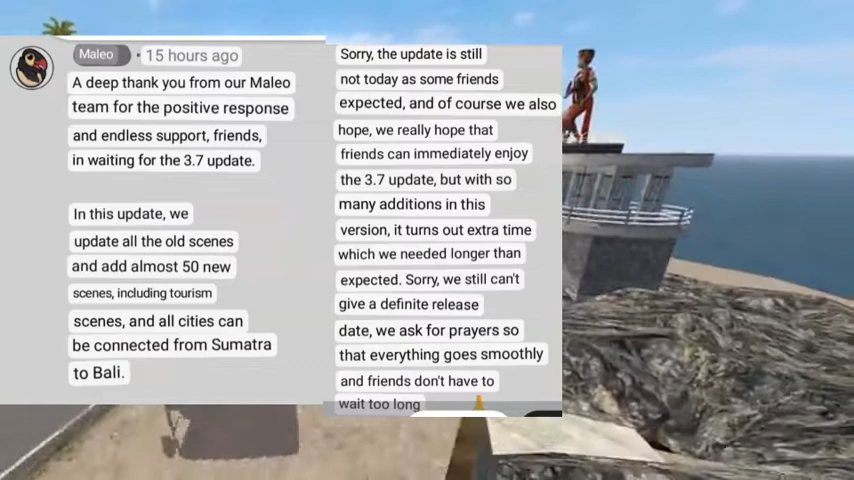 Maleo
· 15 hours ago
A deep thank you from our Maleo
team for the positive response
and endless support, friends,
in waiting for the 3.7 update.
In this update, we
update all the old scenes
and add almost 50 new
scenes, including tourism
scenes, and all cities can
be connected from Sumatra
to Bali.
Sorry, the update is still
not today as some friends
expected, and of course we also
hope, we really hope that
friends can immediately enjoy
the 3.7 update, but with so
many additions in this
version, it turns out extra time
which we needed longer than
expected. Sorry, we still can't
give a definite release
date, we ask for prayers so
that everything goes smoothly
and friends don't have to
wait too long